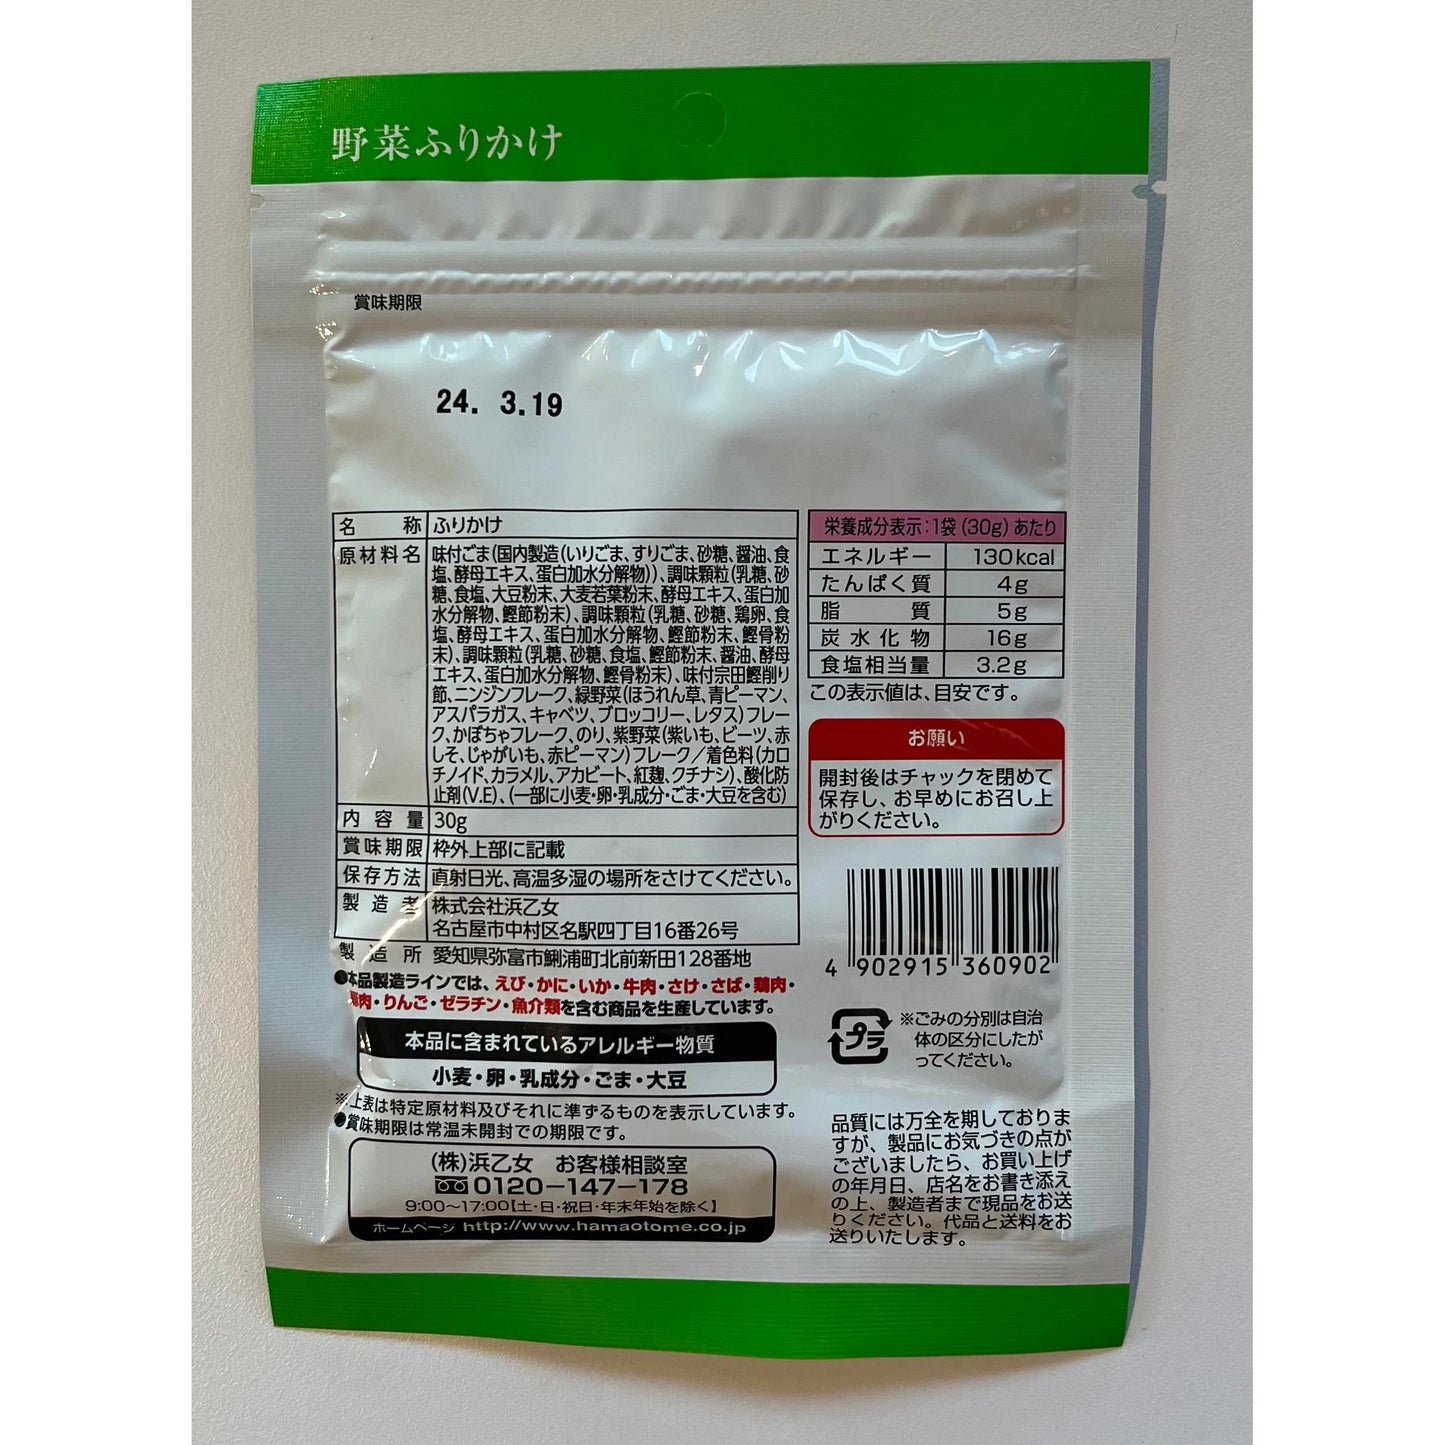 野菜ふりかけ
賞味期限
24. 3.19
名称 ふりかけ
原材料名 味付ごま(国内製造(いりごま、すりごま、砂糖、醤油、食
塩、酵母エキス、蛋白加水分解物))、調味顆粒(乳糖、砂
糖、食塩、大豆粉末、大麦若葉粉末、酵母エキス、蛋白加
水分解物、鰹節粉末)、調味顆粒(乳糖、砂糖、鶏卵、食
塩、酵母エキス、蛋白加水分解物、鰹節粉末、鰹骨粉
末)、調味顆粒(乳糖、砂糖、食塩、鰹節粉末、醤油、酵母
エキス、蛋白加水分解物、鰹骨粉末)、味付宗田鰹削り
節、ニンジンフレーク、緑野菜(ほうれん草、青ピーマン、
アスパラガス、キャベツ、ブロッコリー、レタス)フレー
ク、かぼちゃフレーク、のり、紫野菜(紫いも、ビーツ、赤
しそ、じゃがいも、赤ピーマン)フレーク/着色料(カロ
チノイド、カラメル、アカビート、紅麹、クチナシ)、酸化防
止剤(V.E)、(一部に小麦・卵・乳成分・ごま・大豆を含む)
内容量 30g
賞味期限 枠外上部に記載
保存方法 直射日光、高温多湿の場所をさけてください。
製造者 株式会社浜乙女
名古屋市中村区名駅四丁目16番26号
製造所 愛知県弥富市鯏浦町北前新田128番地
●本品製造ラインでは、えび・かに・いか・牛肉・さけ・さば・鶏肉・
肉・りんご・ゼラチン・魚介類を含む商品を生産しています。
本品に含まれているアレルギー物質
小麦・卵・乳成分・ごま・大豆
※上表は特定原材料及びそれに準ずるものを表示しています。
●賞味期限は常温未開封での期限です。
(株)浜乙女 お客様相談室
0120-147-178
9:00〜17:00【土・日・祝日・年末年始を除く】
ホームページ http://www.hamaotome.co.jp
栄養成分表示:1袋(30g)あたり
エネルギー 130kcal
たんぱく質 4g
脂質 5g
炭水化物 16g
食塩相当量 3.2g
この表示値は、目安です。
お願い
開封後はチャックを閉めて
保存し、お早めにお召し上
がりください。
4 902915 360902
プラ
※ごみの分別は自治
体の区分にしたが
ってください。
品質には万全を期しておりま
すが、製品にお気づきの点が
ございましたら、お買い上げ
の年月日、店名をお書き添え
の上、製造者まで現品をお送
りください。代品と送料をお
送りいたします。